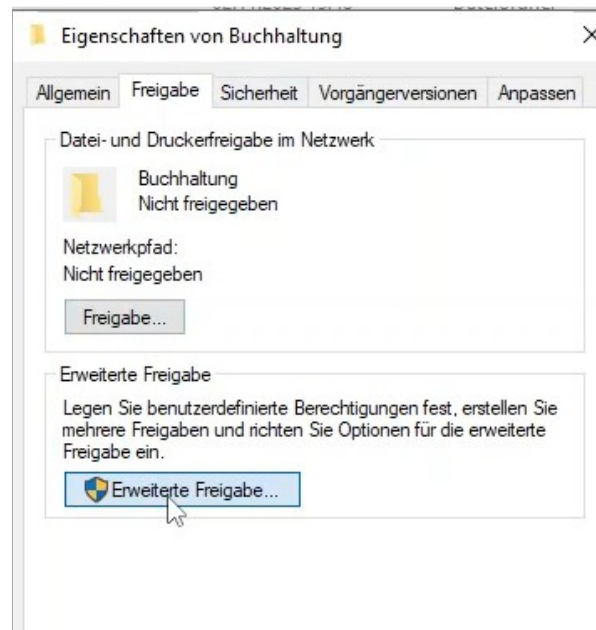 Eigenschaften von Buchhaltung
Allgemein Freigabe Sicherheit Vorgängerversionen Anpassen
Datei- und Druckerfreigabe im Netzwerk
Buchhaltung
Nicht freigegeben
Netzwerkpfad:
Nicht freigegeben
Freigabe...
Erweiterte Freigabe
Legen Sie benutzerdefinierte Berechtigungen fest, erstellen Sie
mehrere Freigaben und richten Sie Optionen für die erweiterte
Freigabe ein.
Erweiterte Freigabe...